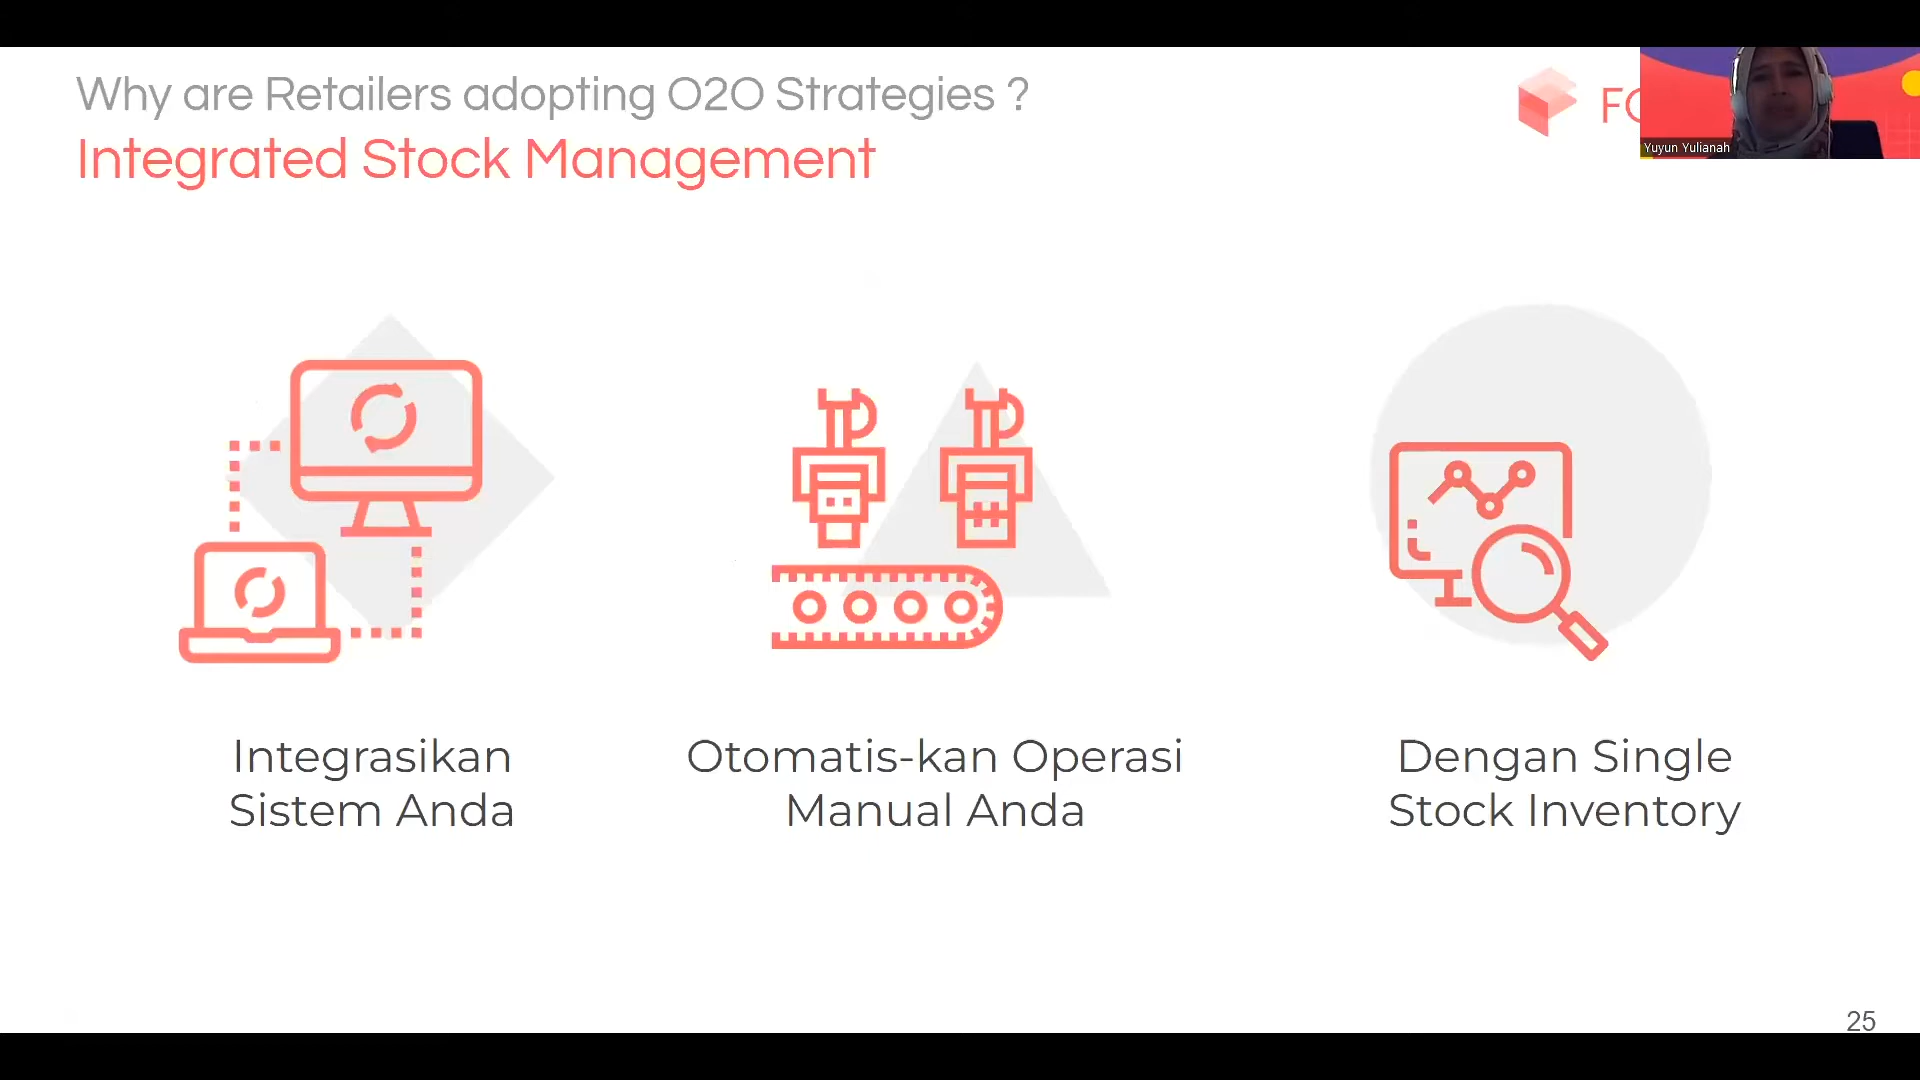 Why are Retailers adopting O2O Strategies ?
Integrated Stock Management
Yuyun Yulianah
Integrasikan
Sistem Anda
Otomatis-kan Operasi
Manual Anda
Dengan Single
Stock Inventory
25